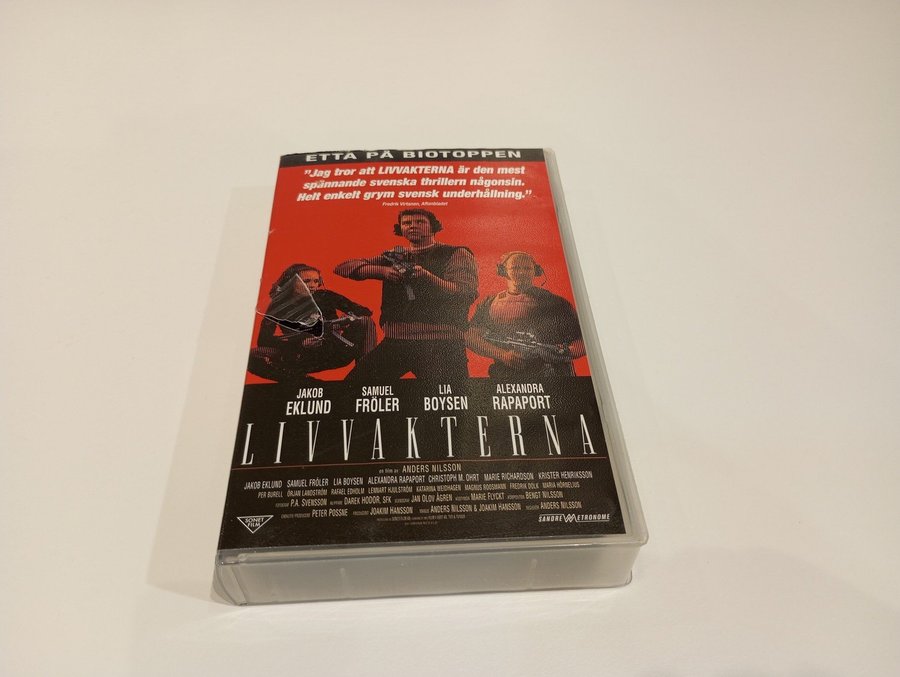 ETTA PÅ BIOTOPPEN
"Jag tror att LIVVAKTERNA är den mest
spännande svenska thrillern någonsin.
Helt enkelt grym svensk underhållning."
Fredrik Virtanen, Aftonbladet
JAKOB EKLUND
SAMUEL FRÖLER
LIA BOYSEN
ALEXANDRA RAPAPORT
LIVVAKTERNA
en film av ANDERS NILSSON
JAKOB EKLUND SAMUEL FRÖLER LIA BOYSEN ALEXANDRA RAPAPORT CHRISTOPH M. OHRT MARIE RICHARDSON KRISTER HENRIKSSON
PER BURELL ÖRJAN LANDSTRÖM RAFAEL EDHOLM LENNART HJULSTRÖM KATARINA WEIDHAGEN MAGNUS ROOSMANN FREDRIK DOLK MARIA HÖRNELIUS
P.A. SVENSSON DAREK HODOR, SFK JAN OLOV ÅGREN MARIE FLYCKT BENGT NILSSON
PETER POSSNE JOAKIM HANSSON ANDERS NILSSON & JOAKIM HANSSON ANDERS NILSSON
SONET FILM
SANDREW METRONOME